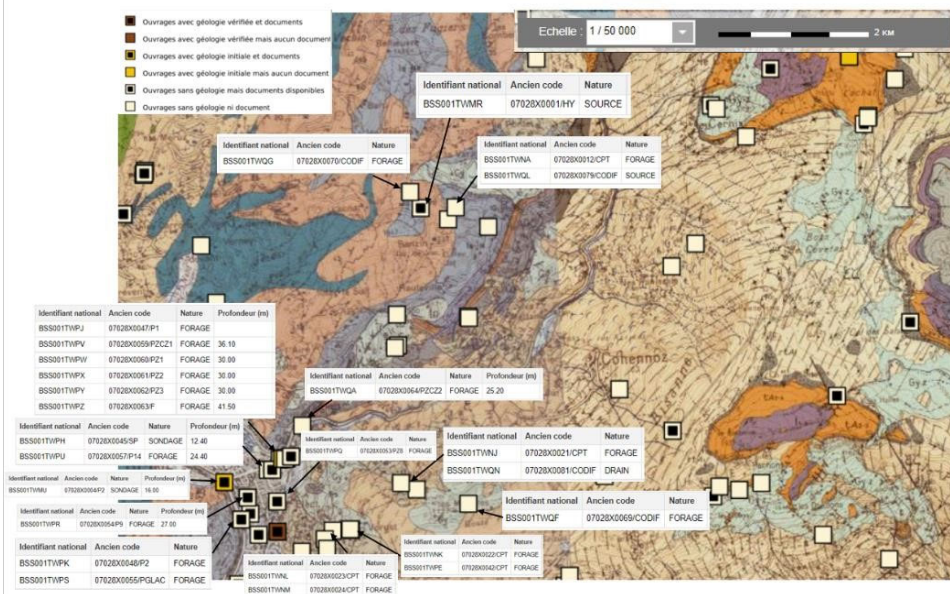 Ouvrages avec géologie vérifiée et documents
Ouvrages avec géologie vérifiée mais aucun document
Ouvrages avec géologie initiale et documents
Ouvrages avec géologie initiale mais aucun document
Ouvrages sans géologie mais documents disponibles
Ouvrages sans géologie ni document
Echelle : 1 / 50 000
2 KM
Identifiant national Ancien code Nature
BSS001TWMR 07028X0001/HY SOURCE
Identifiant national Ancien code Nature
BSS001TWQG 07028X0070/CODIF FORAGE
Identifiant national Ancien code Nature
BSS001TWNA 07028X0012/CPT FORAGE
BSS001TWQL 07028X0079/CODIF SOURCE
Cohennoz
Identifiant national Ancien code Nature Profondeur (m)
BSS001TWPJ 07028X0047/P1 FORAGE
BSS001TWPV 07028X0059/PZCZ1 FORAGE 36.10
BSS001TWPW 07028X0060/PZ1 FORAGE 30.00
BSS001TWPX 07028X0061/PZ2 FORAGE 30.00
BSS001TWPY 07028X0062/PZ3 FORAGE 30.00
BSS001TWPZ 07028X0063/F FORAGE 41.50
Identifiant national Ancien code Nature Profondeur (m)
BSS001TWQA 07028X0064/PZCZ2 FORAGE 25.20
Identifiant national Ancien code Nature Profondeur (m)
BSS001TWPH 07028X0045/SP SONDAGE 12.40
BSS001TWPU 07028X0057/P14 FORAGE 24.40
Identifiant national Ancien code Nature
BSS001TWPQ 07028X0053/PZ8 FORAGE
Identifiant national Ancien code Nature
BSS001TWNJ 07028X0021/CPT FORAGE
BSS001TWQN 07028X0081/CODIF DRAIN
Identifiant national Ancien code Nature Profondeur (m)
BSS001TWMU 07028X0004/P2 SONDAGE 16.00
Identifiant national Ancien code Nature
BSS001TWQF 07028X0069/CODIF FORAGE
Identifiant national Ancien code Nature Profondeur (m)
BSS001TWPR 07028X0054/P9 FORAGE 27.00
Identifiant national Ancien code Nature
BSS001TWPK 07028X0048/P2 FORAGE
BSS001TWPS 07028X0055/PGLAC FORAGE
Identifiant national Ancien code Nature
BSS001TWNK 07028X0022/CPT FORAGE
BSS001TWPE 07028X0042/CPT FORAGE
Identifiant national Ancien code Nature
BSS001TWNL 07028X0023/CPT FORAGE
BSS001TWNM 07028X0024/CPT FORAGE